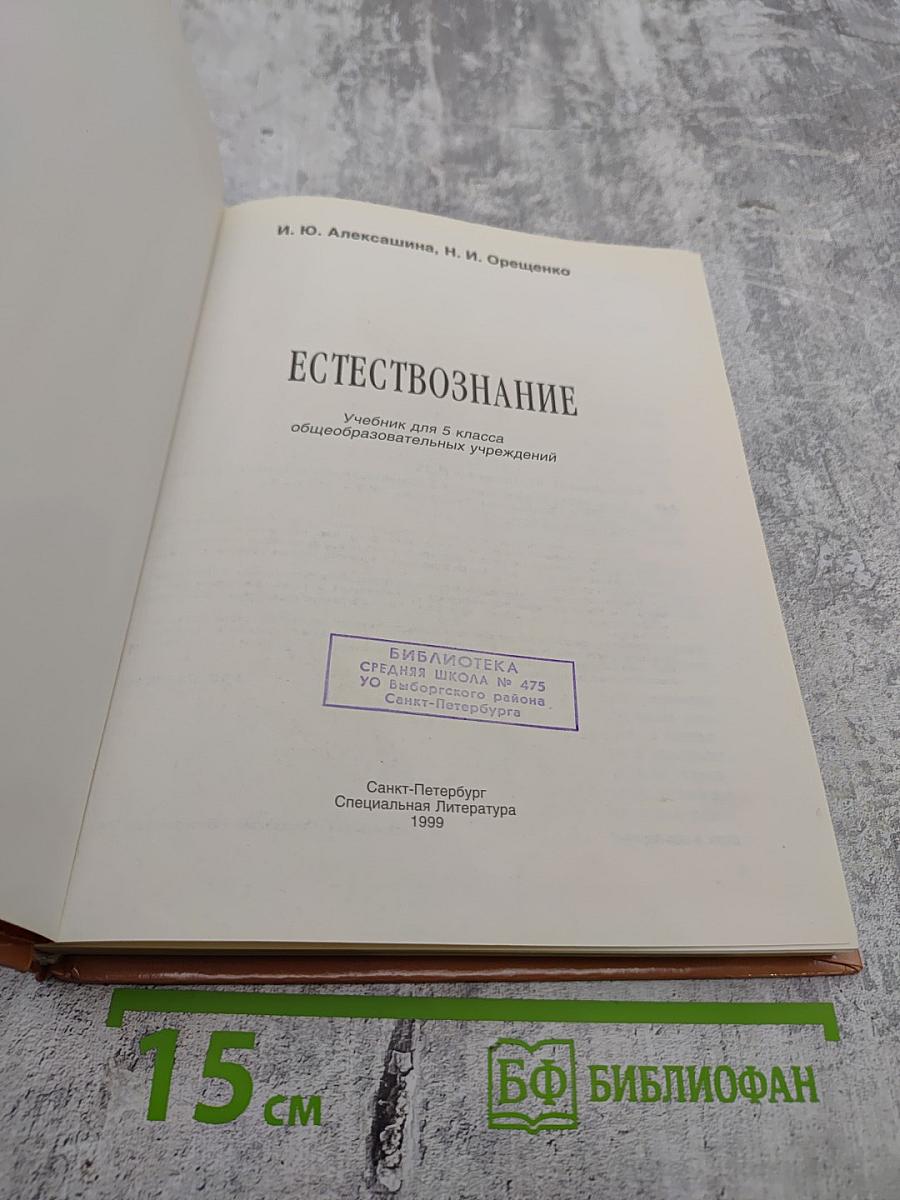 И. Ю. Алексашина, Н. И. Орещенко
ЕСТЕСТВОЗНАНИЕ
Учебник для 5 класса
общеобразовательных учреждений
БИБЛИОТЕКА
СРЕДНЯЯ ШКОЛА № 475
УО Выборгского района
Санкт-Петербурга
Санкт-Петербург
Специальная Литература
1999
15 см
БФ БИБЛИОФАН